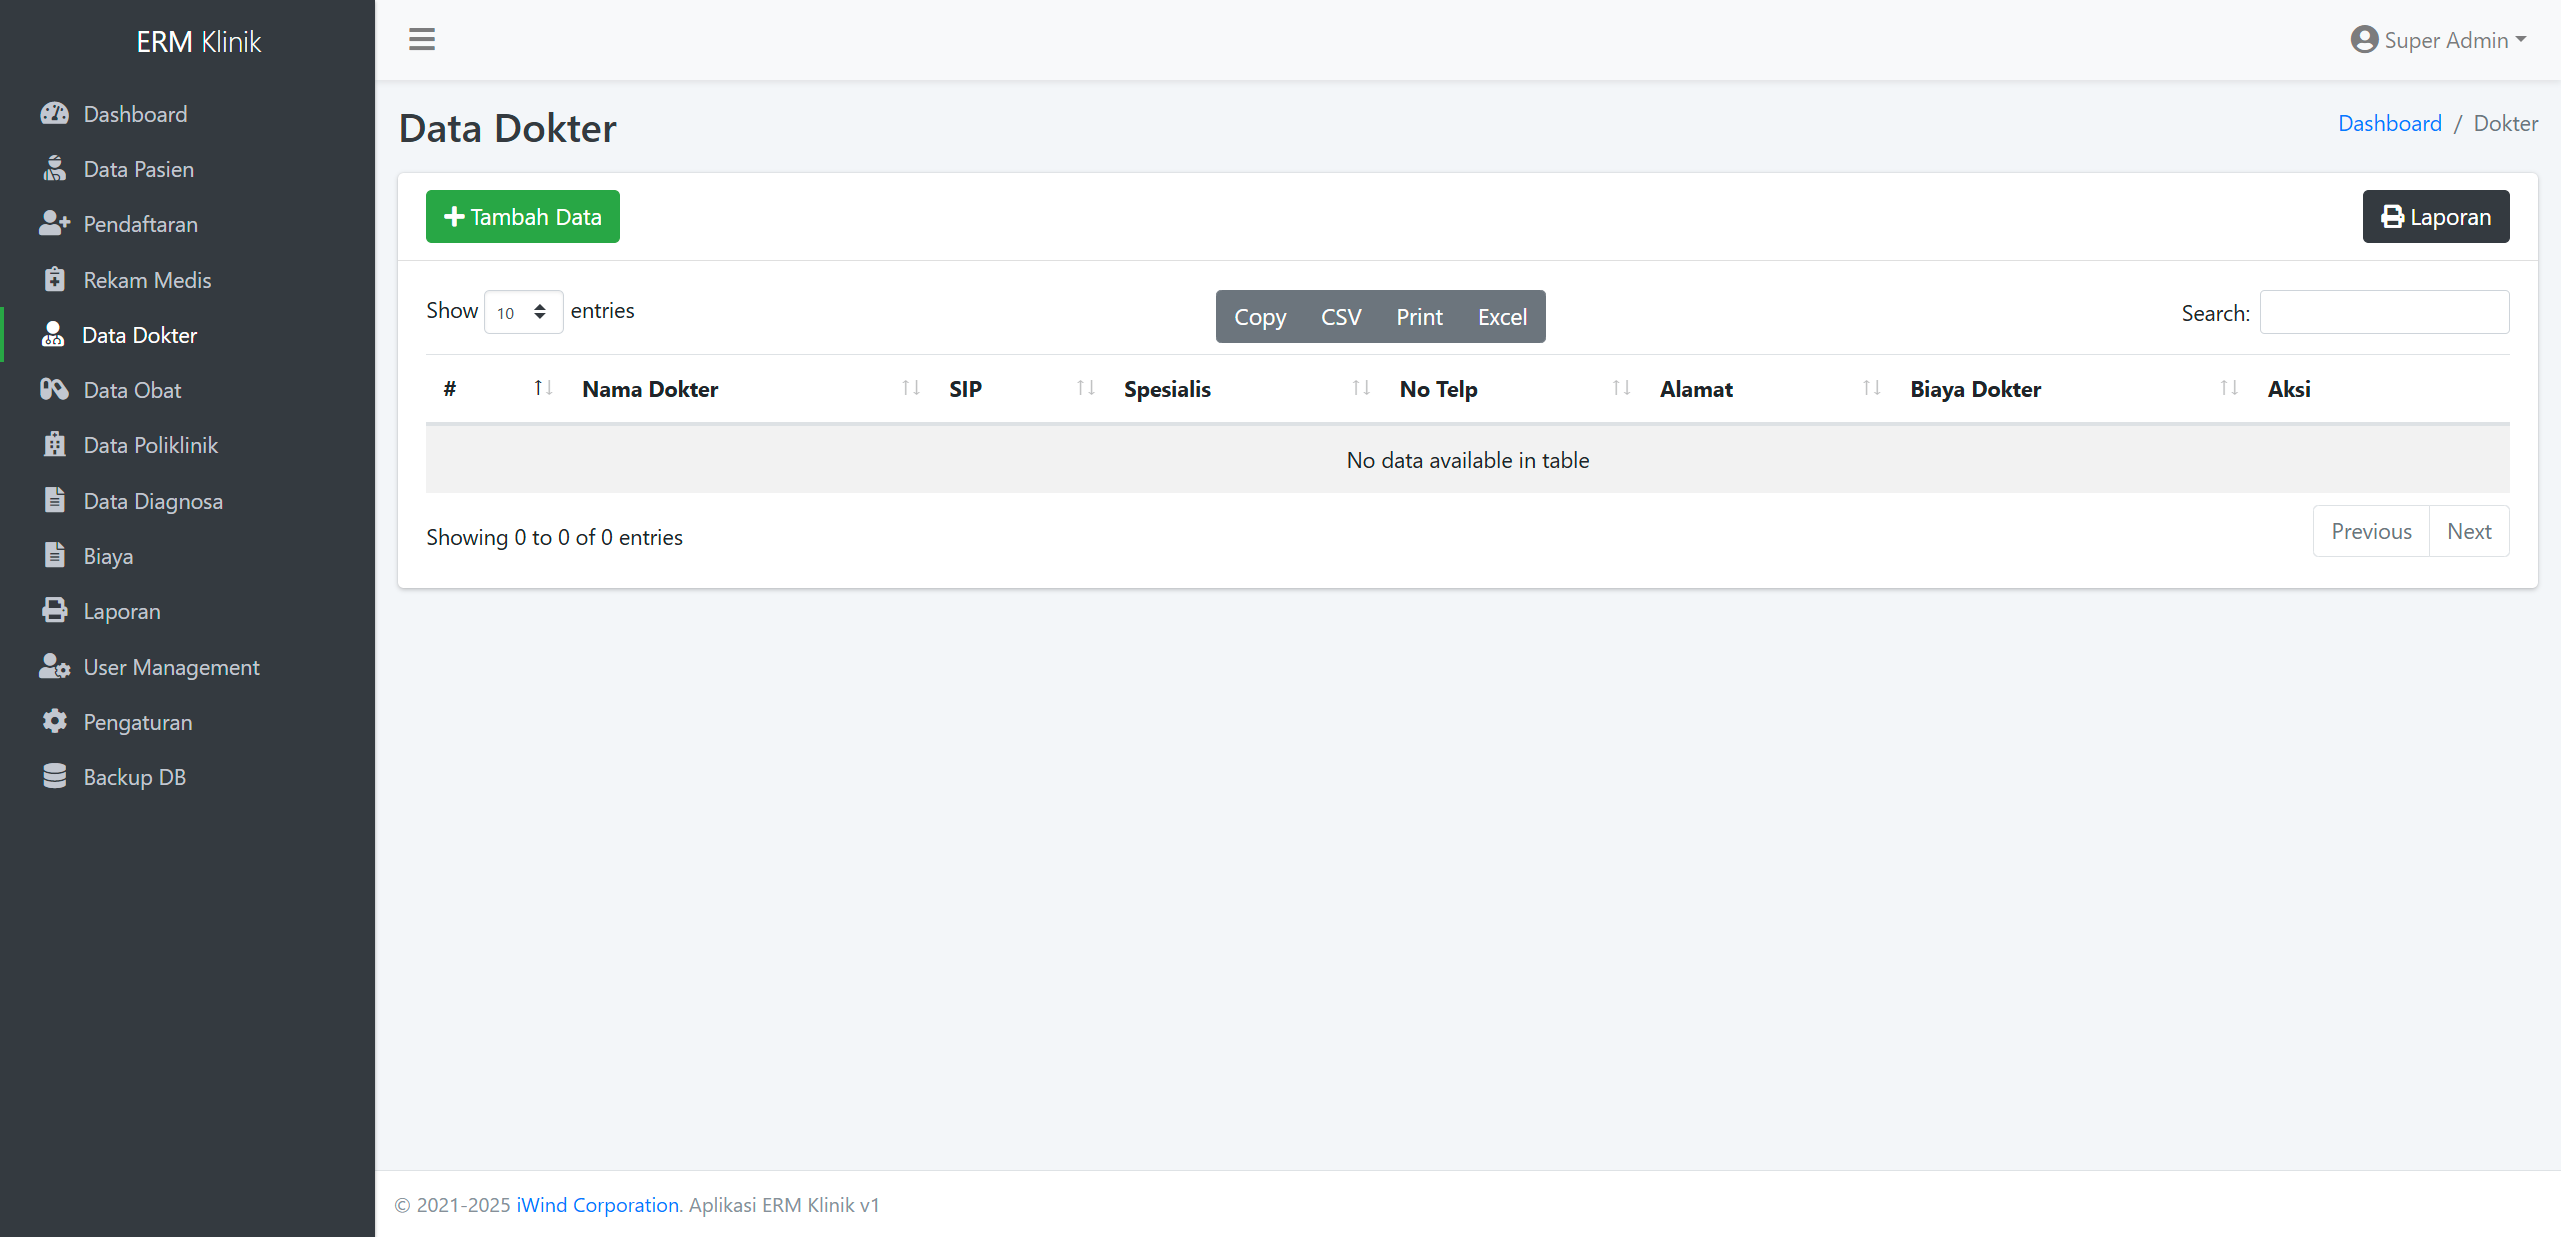 ERM Klinik
Super Admin
Dashboard
Data Pasien
Pendaftaran
Rekam Medis
Data Dokter
Data Obat
Data Poliklinik
Data Diagnosa
Biaya
Laporan
User Management
Pengaturan
Backup DB
Data Dokter
Dashboard / Dokter
Tambah Data
Laporan
Show 10 entries
Copy CSV Print Excel
Search:
# Nama Dokter SIP Spesialis No Telp Alamat Biaya Dokter Aksi
No data available in table
Showing 0 to 0 of 0 entries
Previous Next
© 2021-2025 iWind Corporation. Aplikasi ERM Klinik v1